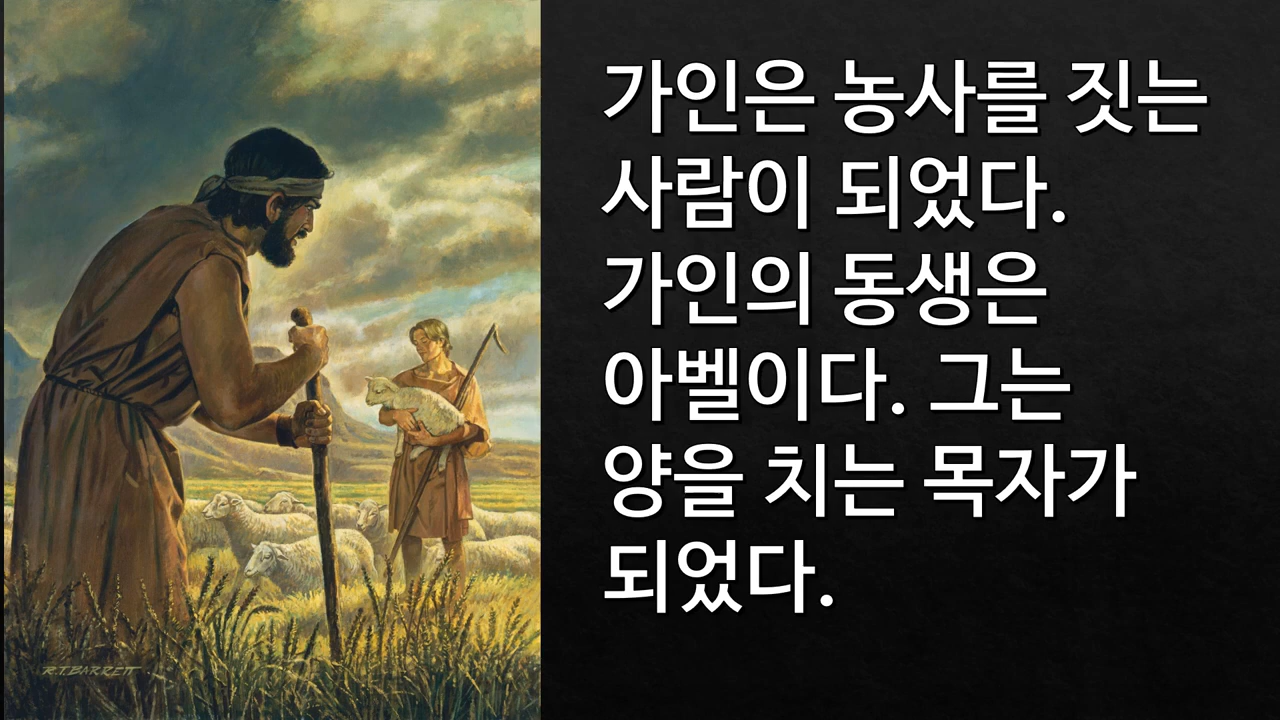 가인은 농사를 짓는
사람이 되었다.
가인의 동생은
아벨이다. 그는
양을 치는 목자가
되었다.
R.T.BARRETT